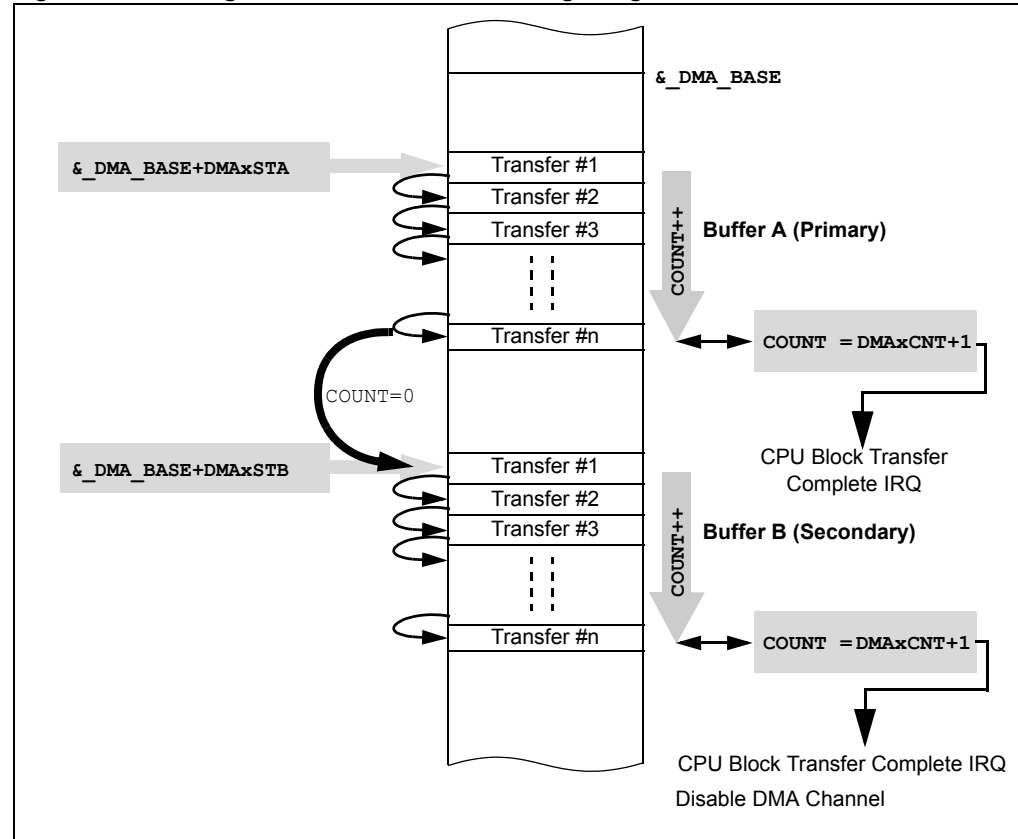 &_DMA_BASE
&_DMA_BASE+DMAxSTA
Transfer #1
Transfer #2
Transfer #3
COUNT++
Buffer A (Primary)
Transfer #n
COUNT = DMAxCNT+1
COUNT=0
CPU Block Transfer
Complete IRQ
&_DMA_BASE+DMAxSTB
Transfer #1
Transfer #2
Transfer #3
COUNT++
Buffer B (Secondary)
Transfer #n
COUNT = DMAxCNT+1
CPU Block Transfer Complete IRQ
Disable DMA Channel